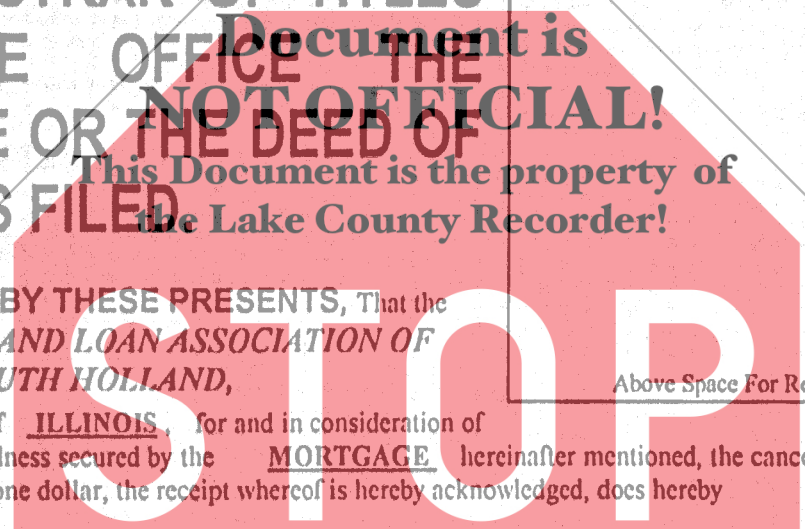 Document is
E OFFICE THE
NOT OFFICIAL!
E OR THE DEED OF
This Document is the property of
S FILED.
the Lake County Recorder!
STOP
BY THESE PRESENTS, That the
AND LOAN ASSOCIATION OF
UTH HOLLAND,
Above Space For Re
f ILLINOIS, for and in consideration of
dness secured by the MORTGAGE hereinafter mentioned, the cance
one dollar, the receipt whereof is hereby acknowledged, does hereby